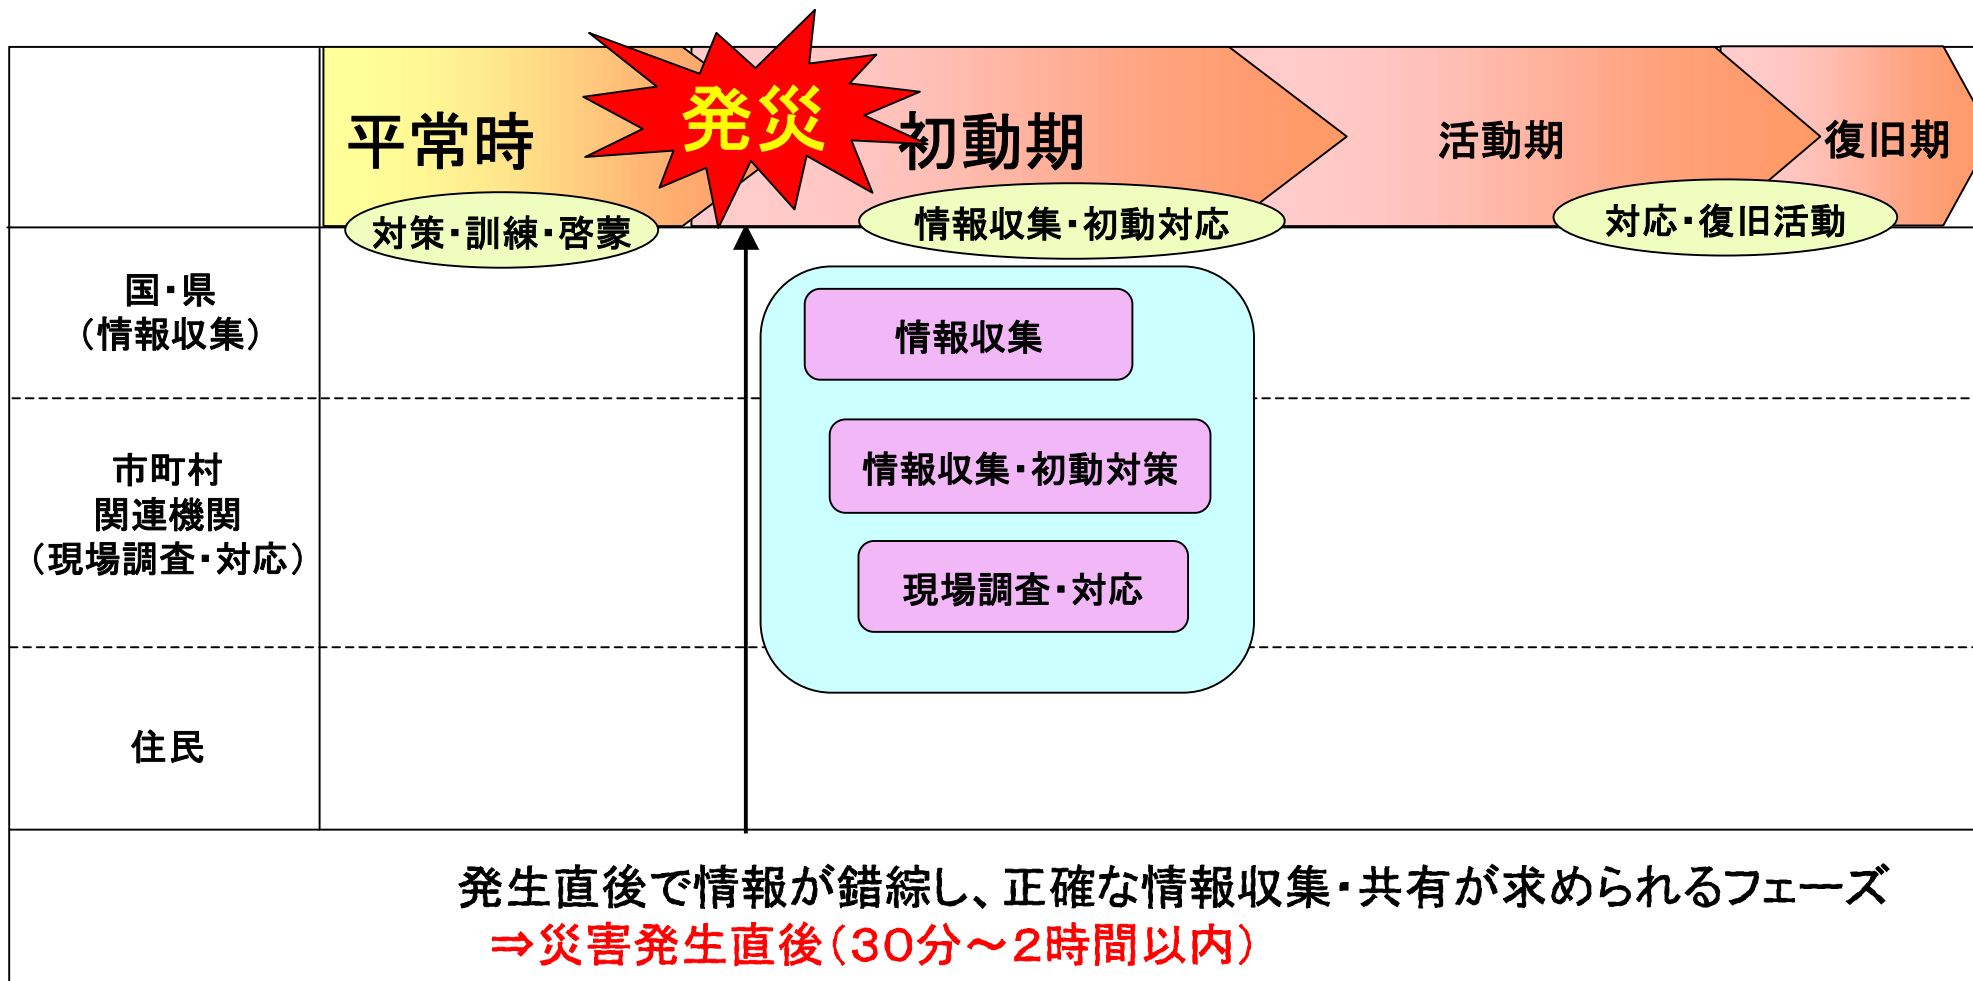 平常時
発災
初動期
活動期
復旧期
対策・訓練・啓蒙
情報収集・初動対応
対応・復旧活動
国・県
（情報収集）
情報収集
市町村
関連機関
（現場調査・対応）
情報収集・初動対策
現場調査・対応
住民
発生直後で情報が錯綜し、正確な情報収集・共有が求められるフェーズ
⇒災害発生直後（３０分～２時間以内）